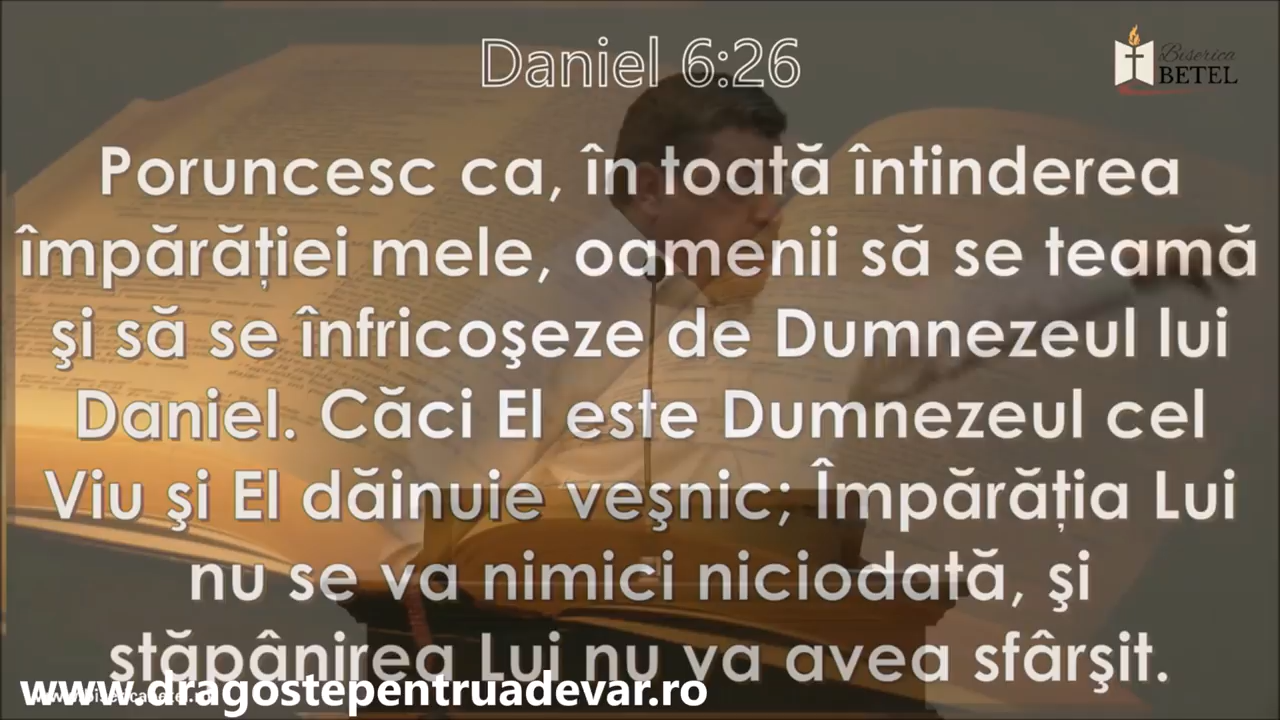 Daniel 6:26
Biserica
BETEL
Poruncesc ca, în toată întinderea
împărăţiei mele, oamenii să se teamă
şi să se înfricoşeze de Dumnezeul lui
Daniel. Căci El este Dumnezeul cel
Viu şi El dăinuie veşnic; Împărăţia Lui
nu se va nimici niciodată, şi
stăpânirea Lui nu va avea sfârşit.
www.dragostepentruadevar.ro